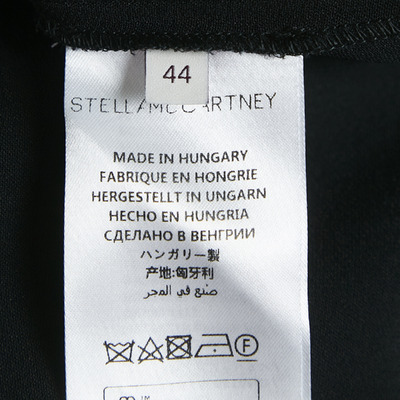 44
STELLA McCARTNEY
MADE IN HUNGARY
FABRIQUE EN HONGRIE
HERGESTELLT IN UNGARN
HECHO EN HUNGRIA
СДЕЛАНО В ВЕНГРИИ
ハンガリー製
产地:匈牙利
صنع في المجر
F